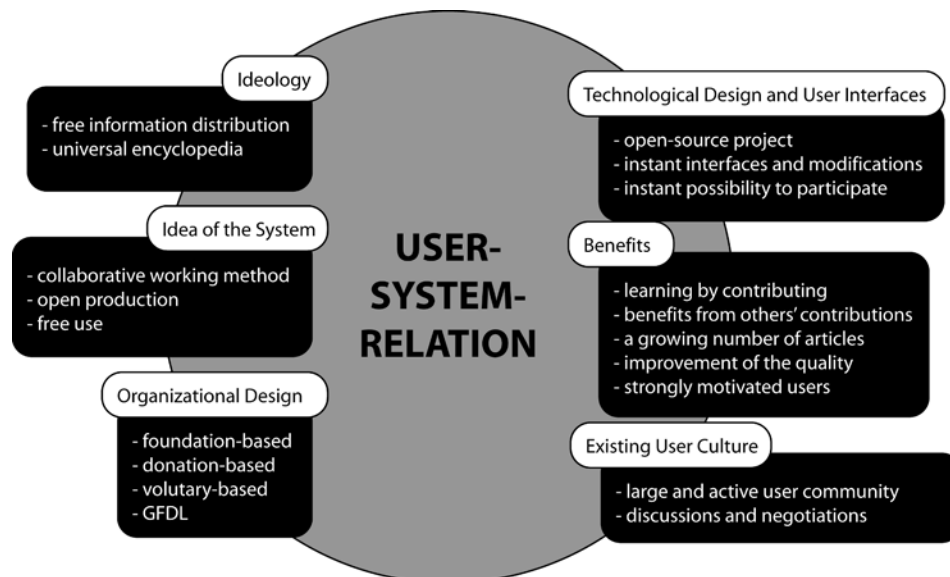 Ideology
- free information distribution
- universal encyclopedia
Idea of the System
- collaborative working method
- open production
- free use
Organizational Design
- foundation-based
- donation-based
- volutary-based
- GFDL
USER-
SYSTEM-
RELATION
Technological Design and User Interfaces
- open-source project
- instant interfaces and modifications
- instant possibility to participate
Benefits
- learning by contributing
- benefits from others' contributions
- a growing number of articles
- improvement of the quality
- strongly motivated users
Existing User Culture
- large and active user community
- discussions and negotiations